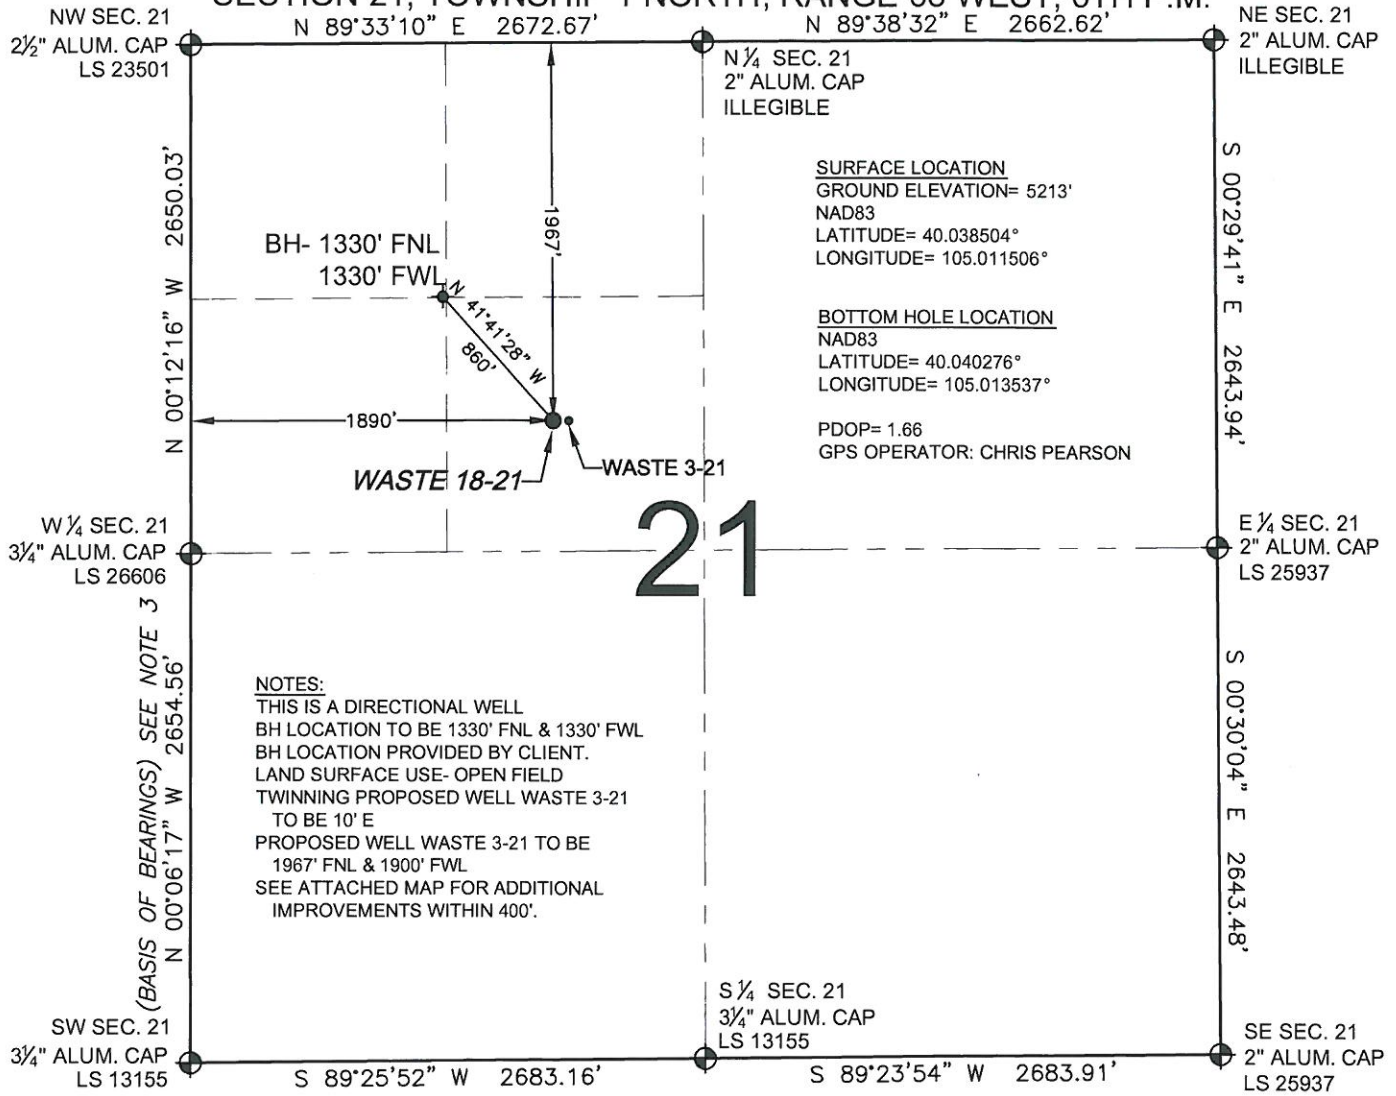 SECTION 21, TOWNSHIP 1 NORTH, RANGE 68 WEST, 6TH P.M.
NW SEC. 21
2½" ALUM. CAP
LS 23501
N 89°33'10" E 2672.67'
N 89°38'32" E 2662.62'
NE SEC. 21
2" ALUM. CAP
ILLEGIBLE
N ¼ SEC. 21
2" ALUM. CAP
ILLEGIBLE
N 00°12'16" W 2650.03'
1967'
BH- 1330' FNL
1330' FWL
N 41°41'28" W
860'
1890'
WASTE 18-21
WASTE 3-21
SURFACE LOCATION
GROUND ELEVATION= 5213'
NAD83
LATITUDE= 40.038504°
LONGITUDE= 105.011506°
BOTTOM HOLE LOCATION
NAD83
LATITUDE= 40.040276°
LONGITUDE= 105.013537°
PDOP= 1.66
GPS OPERATOR: CHRIS PEARSON
S 00°29'41" E 2643.94'
W ¼ SEC. 21
3¼" ALUM. CAP
LS 26606
21
E ¼ SEC. 21
2" ALUM. CAP
LS 25937
(BASIS OF BEARINGS) SEE NOTE 3
N 00°06'17" W 2654.56'
NOTES:
THIS IS A DIRECTIONAL WELL
BH LOCATION TO BE 1330' FNL & 1330' FWL
BH LOCATION PROVIDED BY CLIENT.
LAND SURFACE USE- OPEN FIELD
TWINNING PROPOSED WELL WASTE 3-21
TO BE 10' E
PROPOSED WELL WASTE 3-21 TO BE
1967' FNL & 1900' FWL
SEE ATTACHED MAP FOR ADDITIONAL
IMPROVEMENTS WITHIN 400'.
S 00°30'04" E 2643.48'
SW SEC. 21
3¼" ALUM. CAP
LS 13155
S 89°25'52" W 2683.16'
S ¼ SEC. 21
3¼" ALUM. CAP
LS 13155
S 89°23'54" W 2683.91'
SE SEC. 21
2" ALUM. CAP
LS 25937